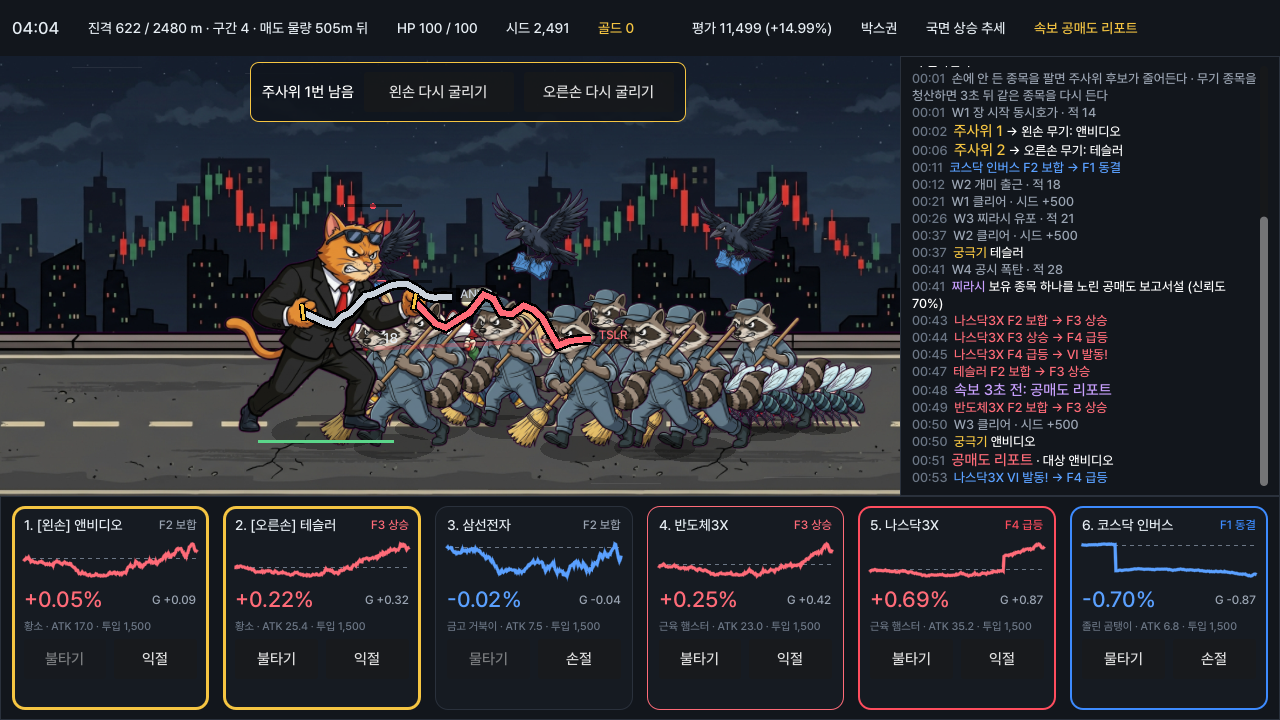 04:04 진격 622 / 2480 m · 구간 4 · 매도 물량 505m 뒤 HP 100 / 100 시드 2,491 골드 0 평가 11,499 (+14.99%) 박스권 국면 상승 추세 속보 공매도 리포트
주사위 1번 남음 왼손 다시 굴리기 오른손 다시 굴리기
TSLR
00:01 손에 안 든 종목을 팔면 주사위 후보가 줄어든다 · 무기 종목을
청산하면 3초 뒤 같은 종목을 다시 든다
00:01 W1 장 시작 동시호가 · 적 14
00:02 주사위 1 → 왼손 무기: 앤비디오
00:06 주사위 2 → 오른손 무기: 테슬러
00:11 코스닥 인버스 F2 보합 → F1 동결
00:12 W2 개미 출근 · 적 18
00:21 W1 클리어 · 시드 +500
00:26 W3 찌라시 유포 · 적 21
00:37 W2 클리어 · 시드 +500
00:37 궁극기 테슬러
00:41 W4 공시 폭탄 · 적 28
00:41 찌라시 보유 종목 하나를 노린 공매도 보고서설 (신뢰도
70%)
00:43 나스닥3X F2 보합 → F3 상승
00:44 나스닥3X F3 상승 → F4 급등
00:45 나스닥3X F4 급등 → VI 발동!
00:47 테슬러 F2 보합 → F3 상승
00:48 속보 3초 전: 공매도 리포트
00:49 반도체3X F2 보합 → F3 상승
00:50 W3 클리어 · 시드 +500
00:50 궁극기 앤비디오
00:51 공매도 리포트 · 대상 앤비디오
00:53 나스닥3X VI 발동! → F4 급등
1. [왼손] 앤비디오 F2 보합
+0.05% G +0.09
황소 · ATK 17.0 · 투입 1,500
불타기 익절
2. [오른손] 테슬러 F3 상승
+0.22% G +0.32
황소 · ATK 25.4 · 투입 1,500
불타기 익절
3. 삼선전자 F2 보합
-0.02% G -0.04
금고 거북이 · ATK 7.5 · 투입 1,500
물타기 손절
4. 반도체3X F3 상승
+0.25% G +0.42
근육 햄스터 · ATK 23.0 · 투입 1,500
불타기 익절
5. 나스닥3X F4 급등
+0.69% G +0.87
근육 햄스터 · ATK 35.2 · 투입 1,500
불타기 익절
6. 코스닥 인버스 F1 동결
-0.70% G -0.87
졸린 곰탱이 · ATK 6.8 · 투입 1,500
물타기 손절